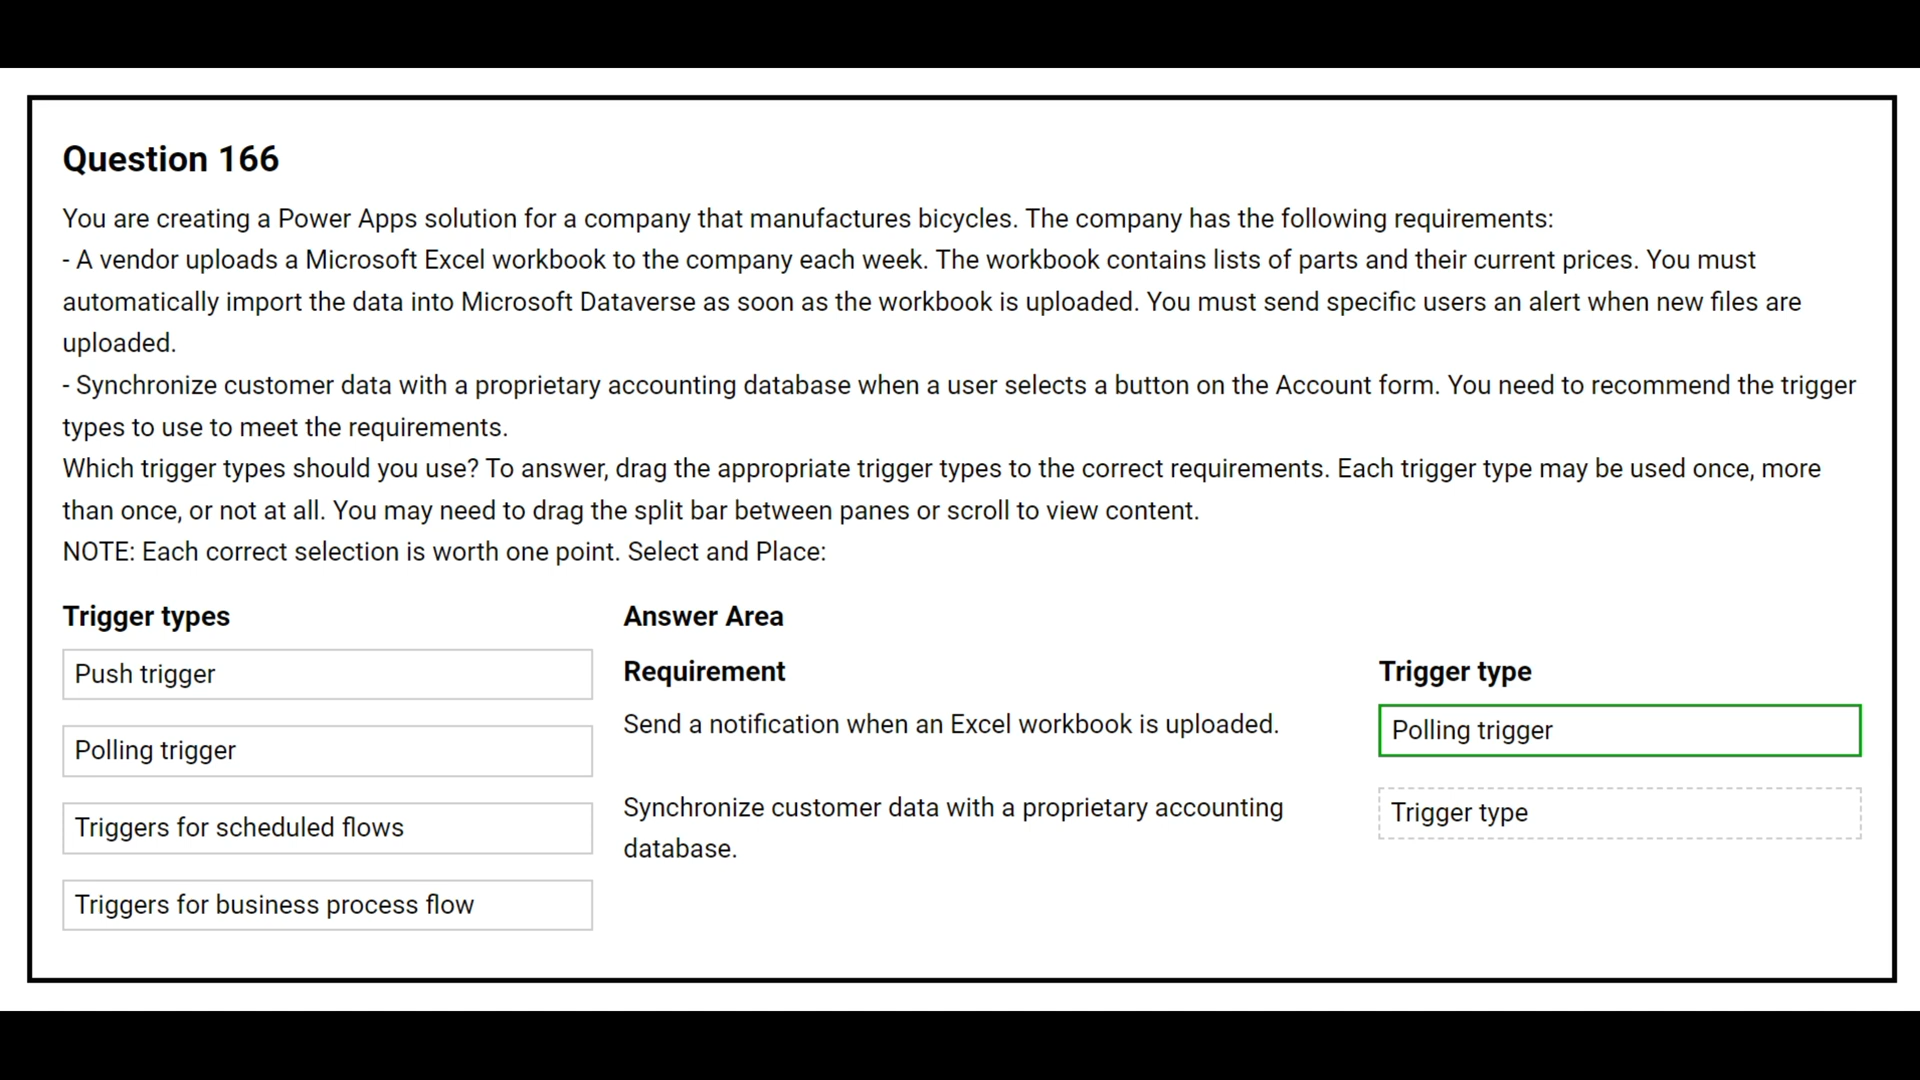 Question 166
You are creating a Power Apps solution for a company that manufactures bicycles. The company has the following requirements:
- A vendor uploads a Microsoft Excel workbook to the company each week. The workbook contains lists of parts and their current prices. You must
automatically import the data into Microsoft Dataverse as soon as the workbook is uploaded. You must send specific users an alert when new files are
uploaded.
- Synchronize customer data with a proprietary accounting database when a user selects a button on the Account form. You need to recommend the trigger
types to use to meet the requirements.
Which trigger types should you use? To answer, drag the appropriate trigger types to the correct requirements. Each trigger type may be used once, more
than once, or not at all. You may need to drag the split bar between panes or scroll to view content.
NOTE: Each correct selection is worth one point. Select and Place:
Trigger types
Push trigger
Polling trigger
Triggers for scheduled flows
Triggers for business process flow
Answer Area
Requirement
Trigger type
Send a notification when an Excel workbook is uploaded.
Polling trigger
Synchronize customer data with a proprietary accounting
database.
Trigger type